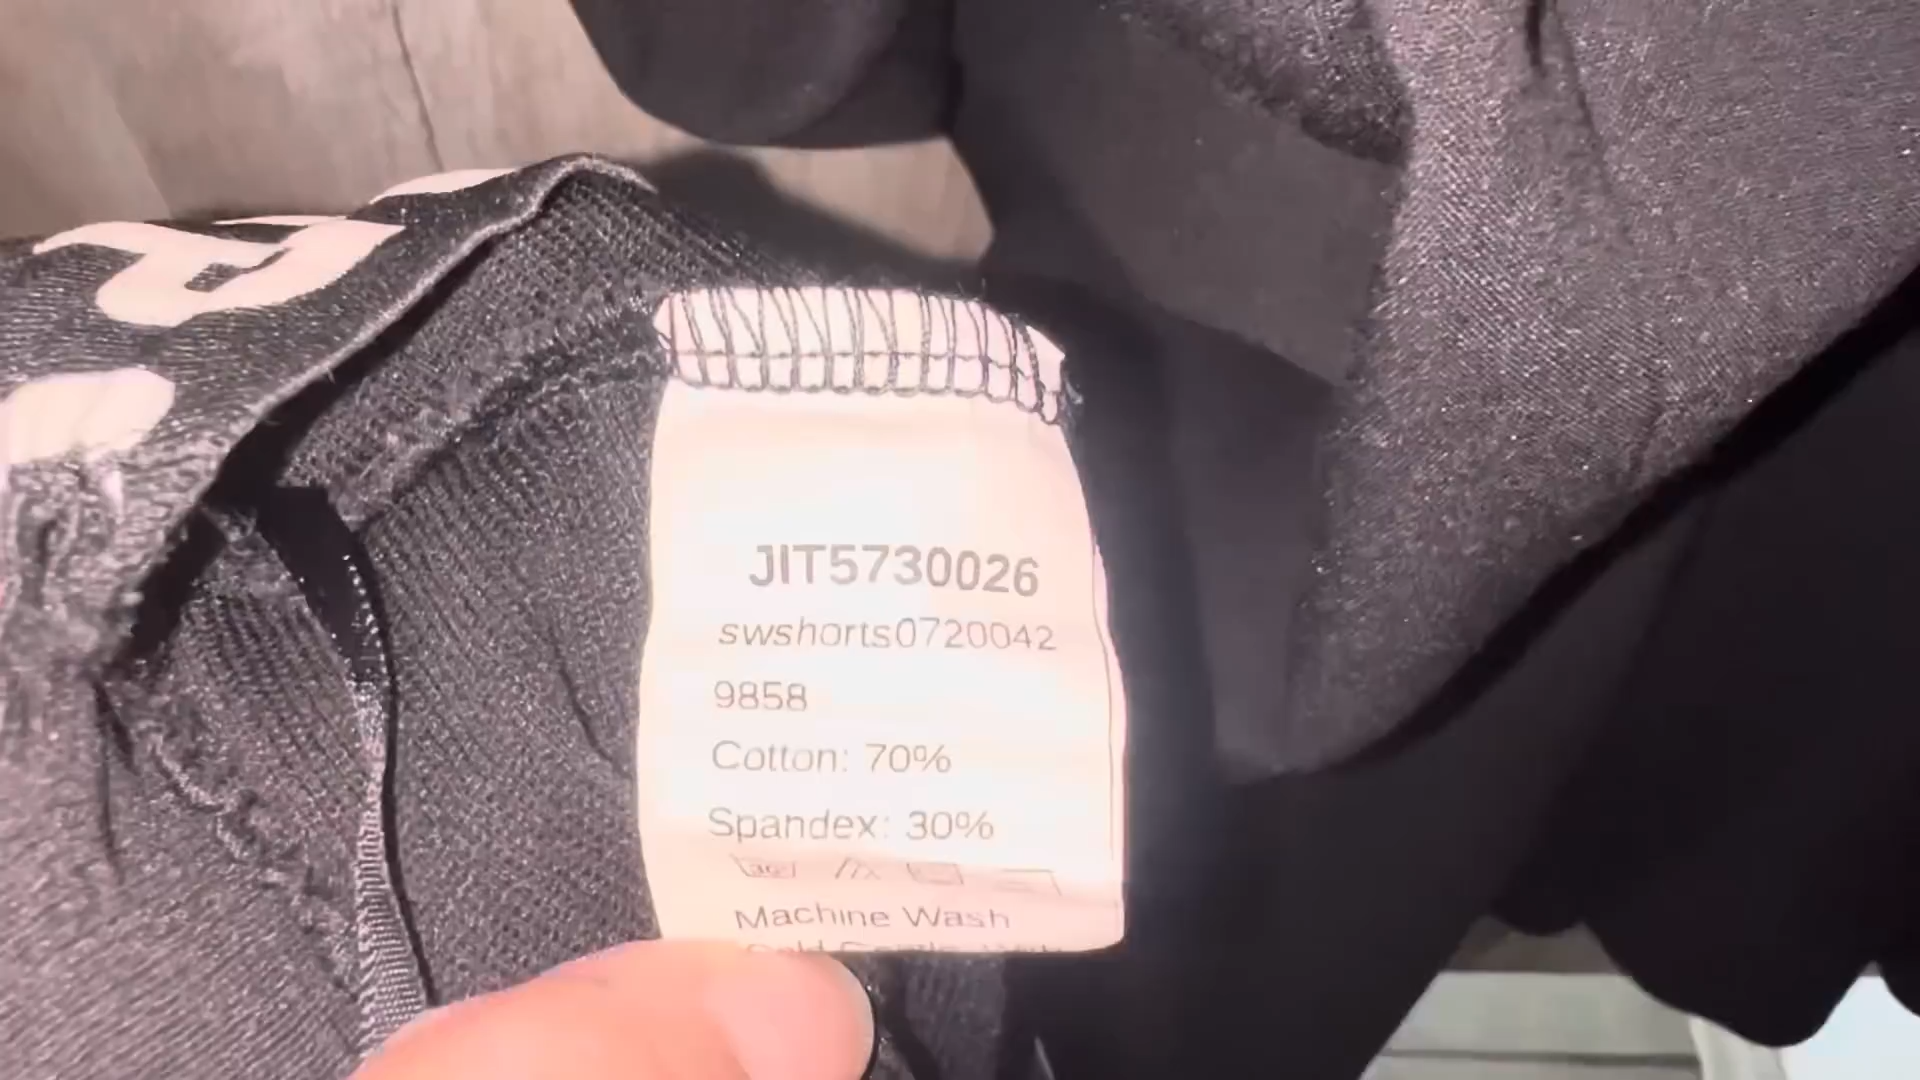 JIT5730026
swshorts0720042
9858
Cotton: 70%
Spandex: 30%
Machine Wash